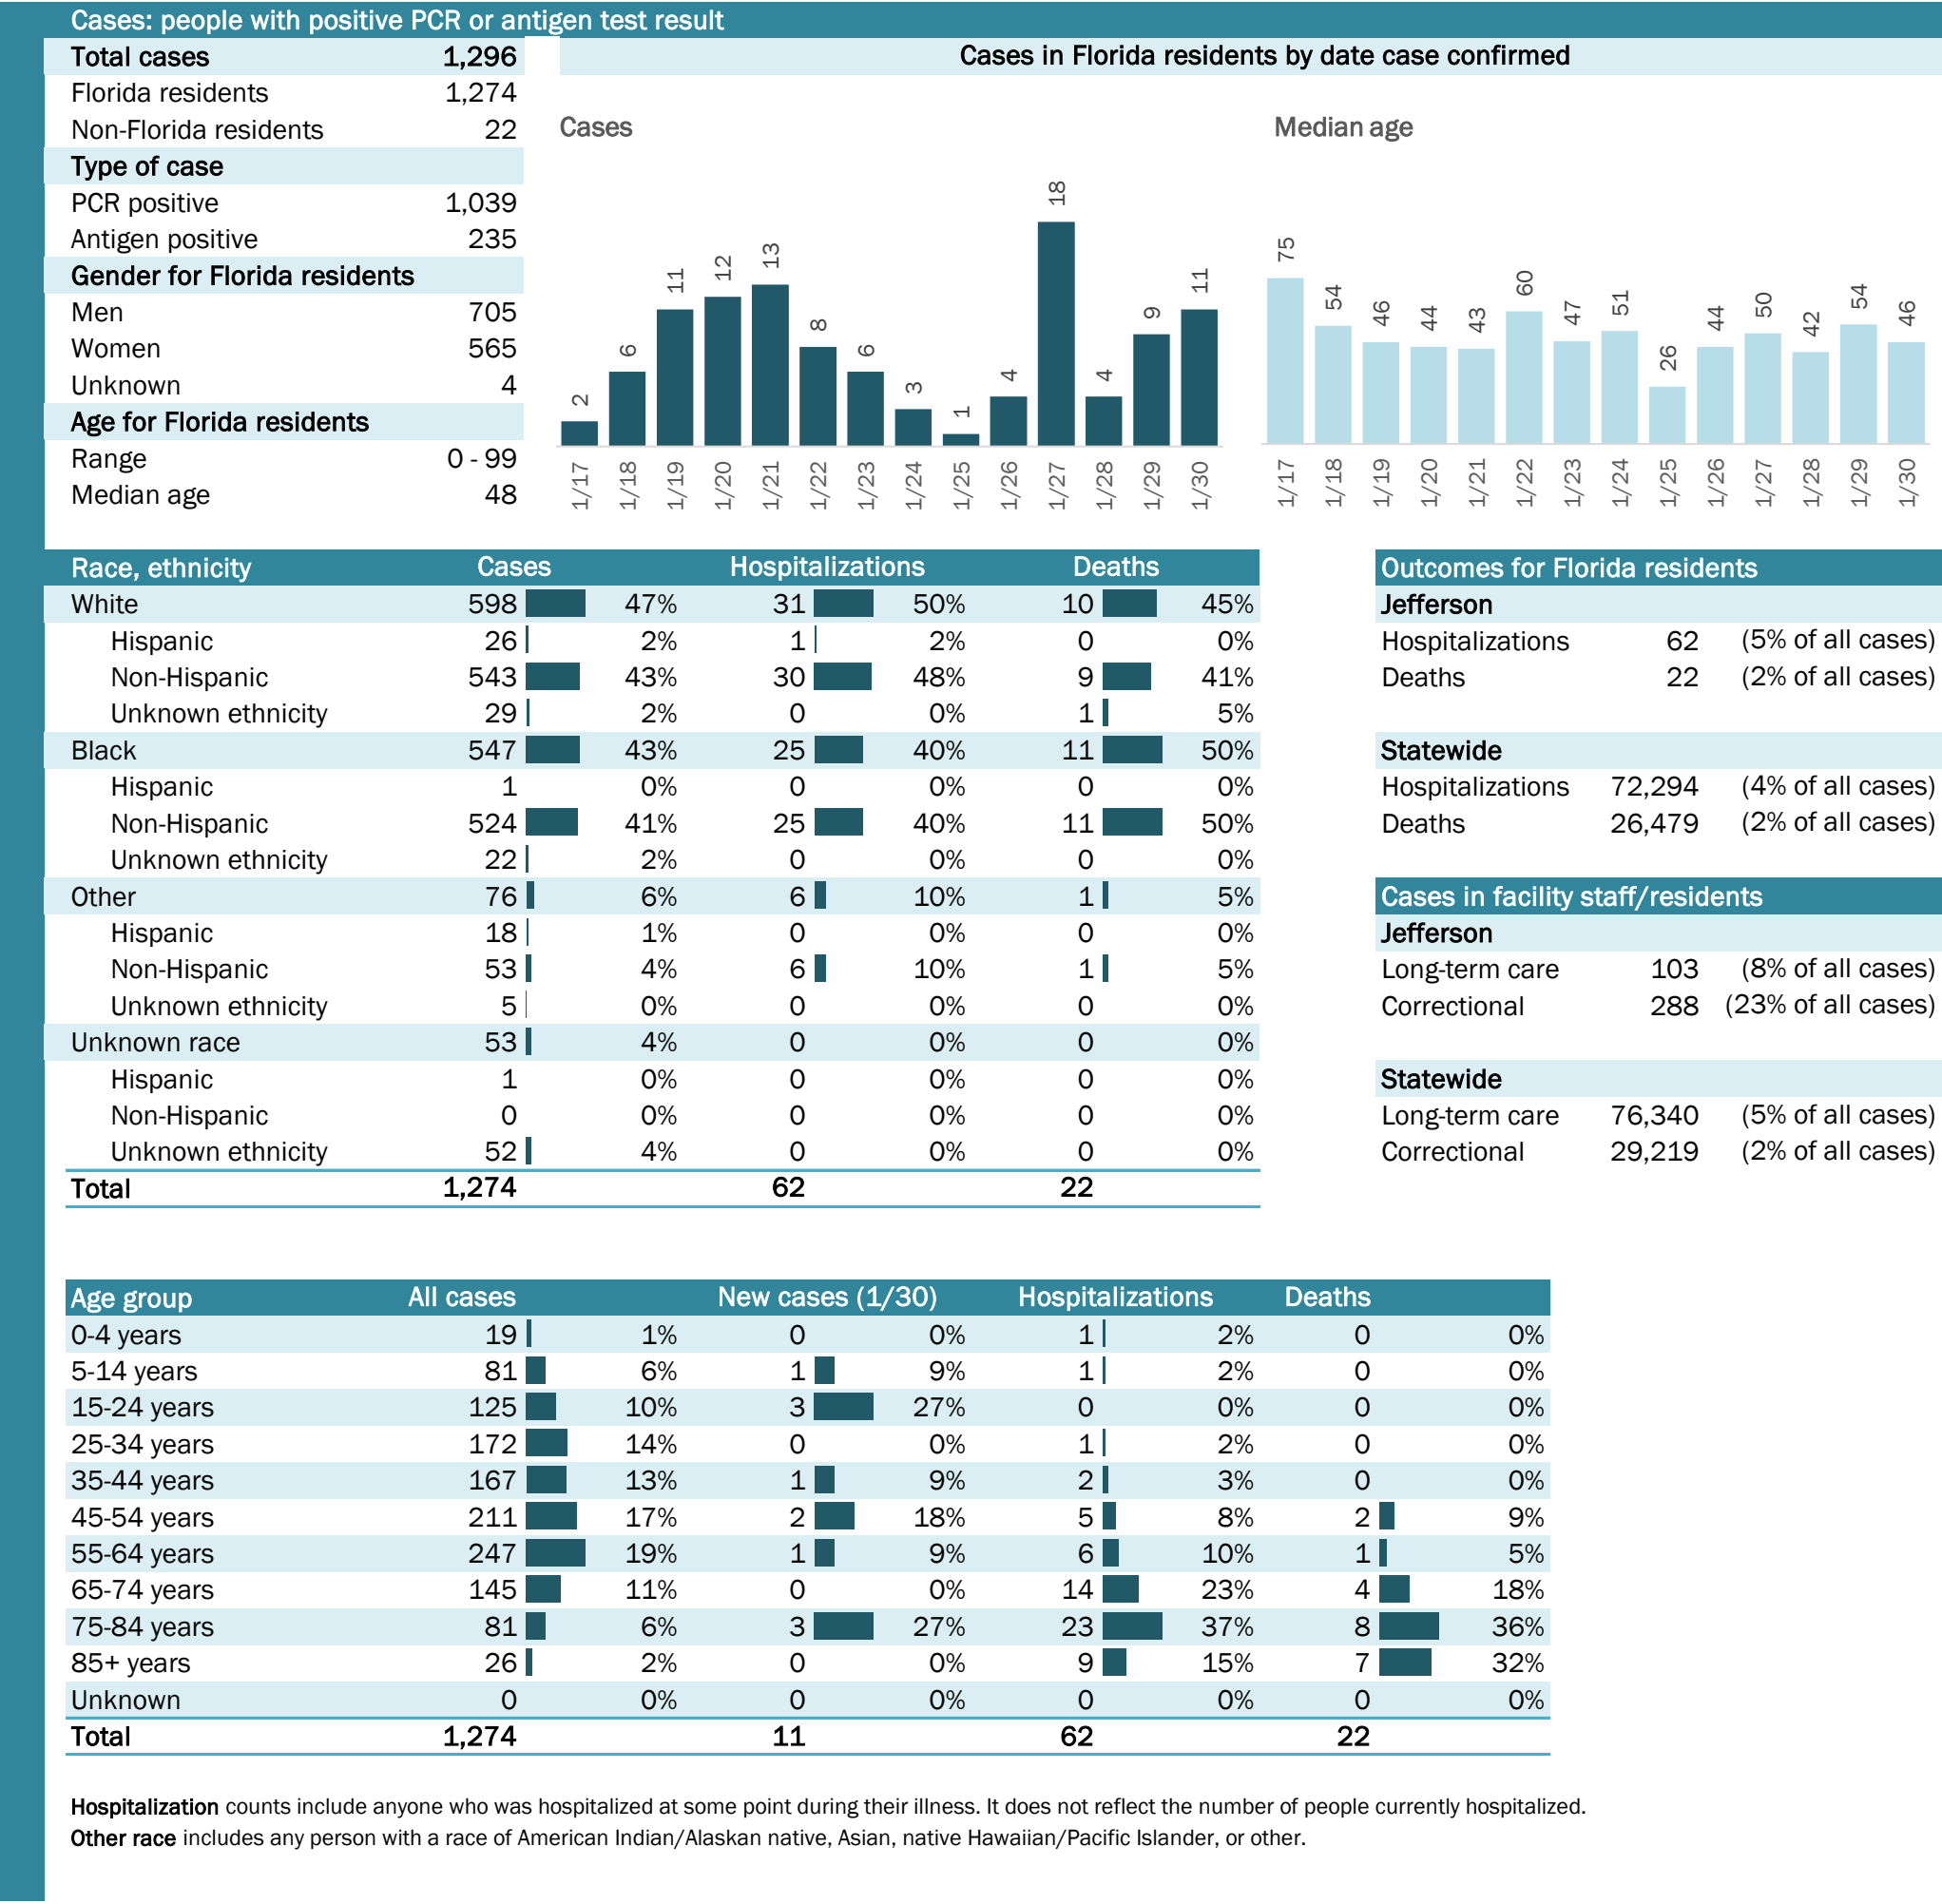 Cases: people with positive PCR or antigen test result
Total cases 1,296
Florida residents 1,274
Non-Florida residents 22
Type of case
PCR positive 1,039
Antigen positive 235
Gender for Florida residents
Men 705
Women 565
Unknown 4
Age for Florida residents
Range 0 - 99
Median age 48
Cases in Florida residents by date case confirmed
Cases
2 6 11 12 13 8 6 3 1 4 18 4 9 11
1/17 1/18 1/19 1/20 1/21 1/22 1/23 1/24 1/25 1/26 1/27 1/28 1/29 1/30
Median age
75 54 46 44 43 60 47 51 26 44 50 42 54 46
1/17 1/18 1/19 1/20 1/21 1/22 1/23 1/24 1/25 1/26 1/27 1/28 1/29 1/30
Race, ethnicity Cases Hospitalizations Deaths
White 598 47% 31 50% 10 45%
Hispanic 26 2% 1 2% 0 0%
Non-Hispanic 543 43% 30 48% 9 41%
Unknown ethnicity 29 2% 0 0% 1 5%
Black 547 43% 25 40% 11 50%
Hispanic 1 0% 0 0% 0 0%
Non-Hispanic 524 41% 25 40% 11 50%
Unknown ethnicity 22 2% 0 0% 0 0%
Other 76 6% 6 10% 1 5%
Hispanic 18 1% 0 0% 0 0%
Non-Hispanic 53 4% 6 10% 1 5%
Unknown ethnicity 5 0% 0 0% 0 0%
Unknown race 53 4% 0 0% 0 0%
Hispanic 1 0% 0 0% 0 0%
Non-Hispanic 0 0% 0 0% 0 0%
Unknown ethnicity 52 4% 0 0% 0 0%
Total 1,274 62 22
Outcomes for Florida residents
Jefferson
Hospitalizations 62 (5% of all cases)
Deaths 22 (2% of all cases)
Statewide
Hospitalizations 72,294 (4% of all cases)
Deaths 26,479 (2% of all cases)
Cases in facility staff/residents
Jefferson
Long-term care 103 (8% of all cases)
Correctional 288 (23% of all cases)
Statewide
Long-term care 76,340 (5% of all cases)
Correctional 29,219 (2% of all cases)
Age group All cases New cases (1/30) Hospitalizations Deaths
0-4 years 19 1% 0 0% 1 2% 0 0%
5-14 years 81 6% 1 9% 1 2% 0 0%
15-24 years 125 10% 3 27% 0 0% 0 0%
25-34 years 172 14% 0 0% 1 2% 0 0%
35-44 years 167 13% 1 9% 2 3% 0 0%
45-54 years 211 17% 2 18% 5 8% 2 9%
55-64 years 247 19% 1 9% 6 10% 1 5%
65-74 years 145 11% 0 0% 14 23% 4 18%
75-84 years 81 6% 3 27% 23 37% 8 36%
85+ years 26 2% 0 0% 9 15% 7 32%
Unknown 0 0% 0 0% 0 0% 0 0%
Total 1,274 11 62 22
Hospitalization counts include anyone who was hospitalized at some point during their illness. It does not reflect the number of people currently hospitalized.
Other race includes any person with a race of American Indian/Alaskan native, Asian, native Hawaiian/Pacific Islander, or other.